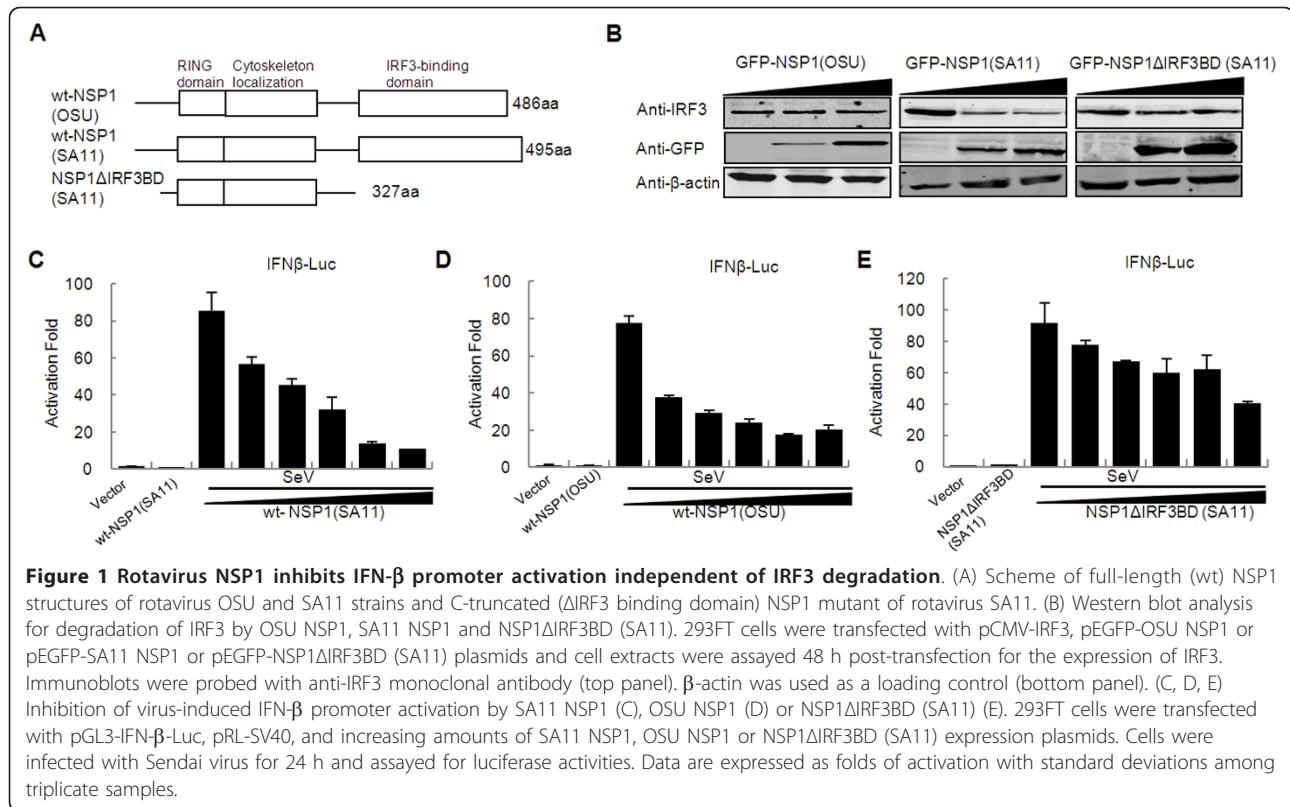 A
RING domain
Cytoskeleton localization
IRF3-binding domain
wt-NSP1 (OSU)
486aa
wt-NSP1 (SA11)
495aa
NSP1ΔIRF3BD (SA11)
327aa
B
GFP-NSP1(OSU)
GFP-NSP1(SA11)
GFP-NSP1ΔIRF3BD (SA11)
Anti-IRF3
Anti-GFP
Anti-β-actin
C
IFNβ-Luc
Activation Fold
100
80
60
40
20
0
Vector
wt-NSP1(SA11)
SeV
wt- NSP1(SA11)
D
IFNβ-Luc
Activation Fold
100
80
60
40
20
0
Vector
wt-NSP1(OSU)
SeV
wt-NSP1(OSU)
E
IFNβ-Luc
Activation Fold
120
100
80
60
40
20
0
Vector
NSP1ΔIRF3BD (SA11)
SeV
NSP1ΔIRF3BD (SA11)
Figure 1 Rotavirus NSP1 inhibits IFN-β promoter activation independent of IRF3 degradation. (A) Scheme of full-length (wt) NSP1
structures of rotavirus OSU and SA11 strains and C-truncated (ΔIRF3 binding domain) NSP1 mutant of rotavirus SA11. (B) Western blot analysis
for degradation of IRF3 by OSU NSP1, SA11 NSP1 and NSP1ΔIRF3BD (SA11). 293FT cells were transfected with pCMV-IRF3, pEGFP-OSU NSP1 or
pEGFP-SA11 NSP1 or pEGFP-NSP1ΔIRF3BD (SA11) plasmids and cell extracts were assayed 48 h post-transfection for the expression of IRF3.
Immunoblots were probed with anti-IRF3 monoclonal antibody (top panel). β-actin was used as a loading control (bottom panel). (C, D, E)
Inhibition of virus-induced IFN-β promoter activation by SA11 NSP1 (C), OSU NSP1 (D) or NSP1ΔIRF3BD (SA11) (E). 293FT cells were transfected
with pGL3-IFN-β-Luc, pRL-SV40, and increasing amounts of SA11 NSP1, OSU NSP1 or NSP1ΔIRF3BD (SA11) expression plasmids. Cells were
infected with Sendai virus for 24 h and assayed for luciferase activities. Data are expressed as folds of activation with standard deviations among
triplicate samples.